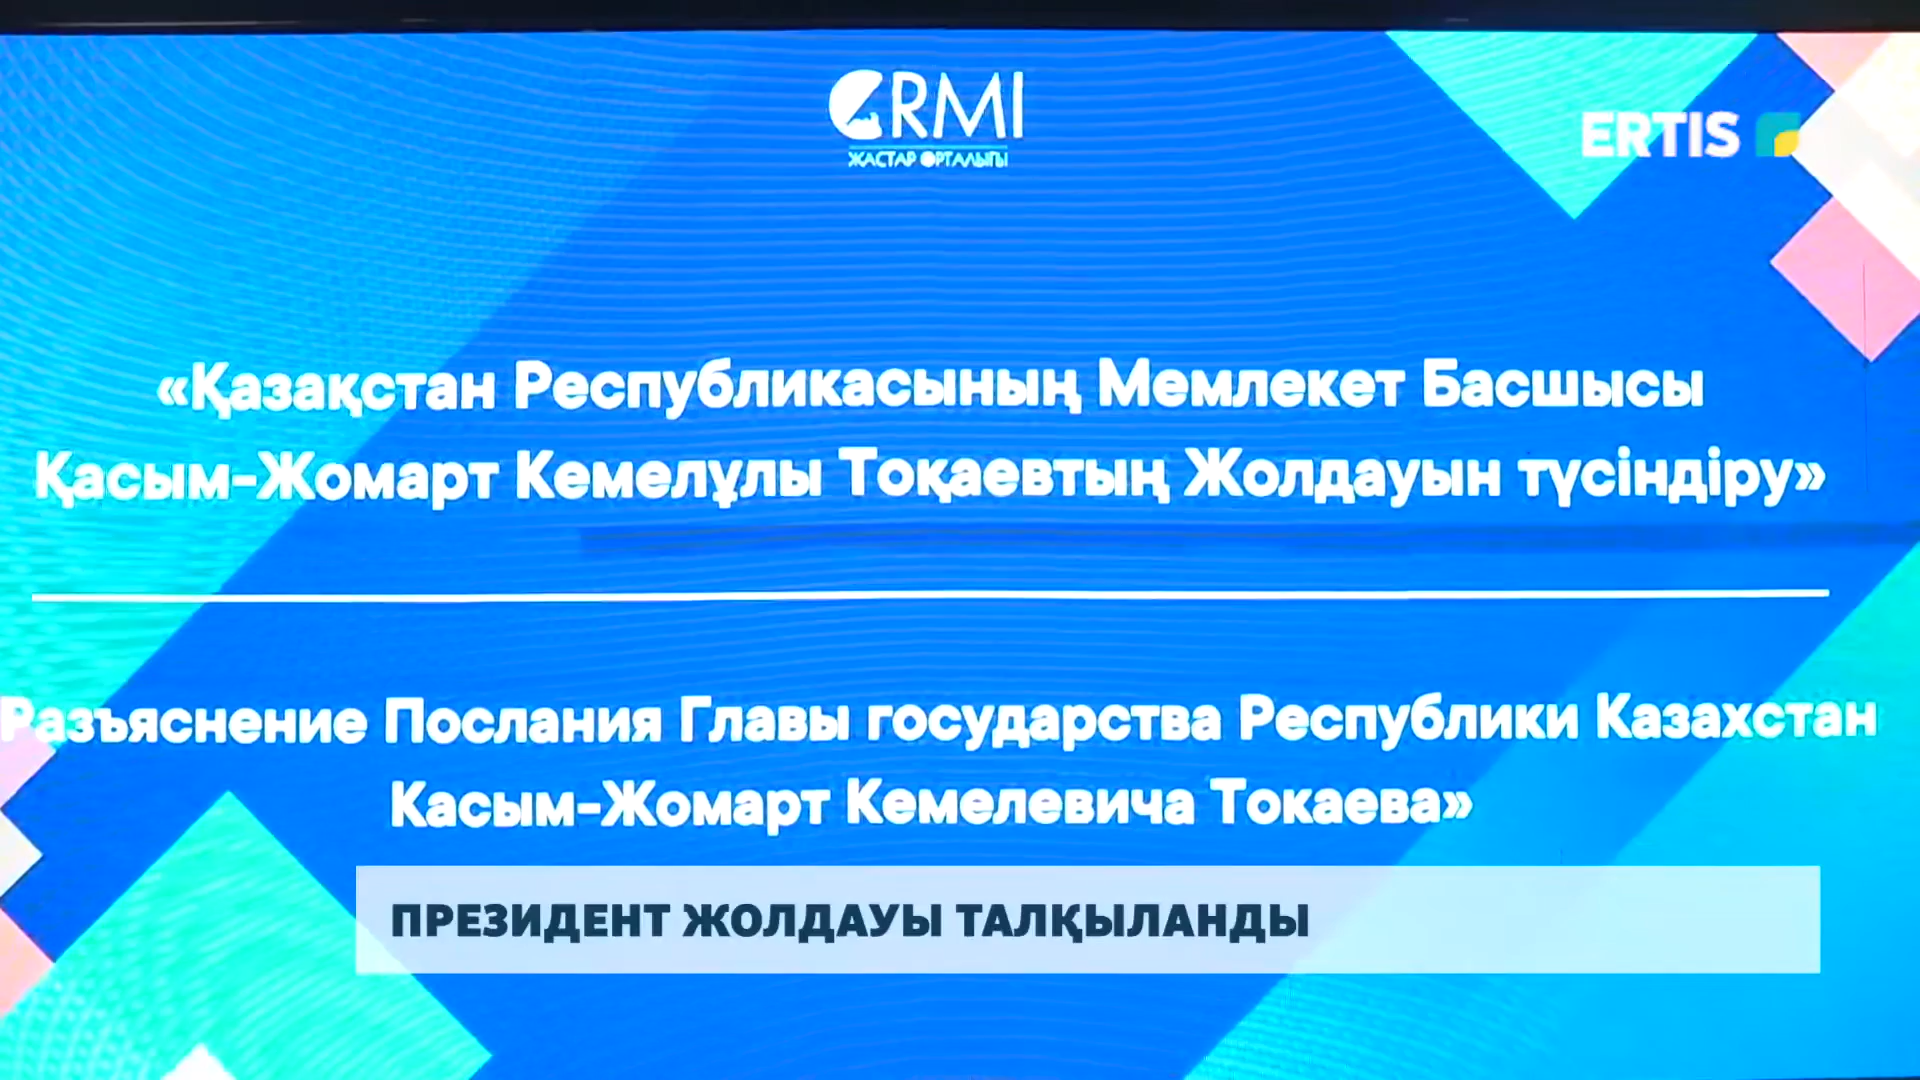 CRMI
ЖАСТАР ОРТАЛЫҒЫ
ERTIS
«Қазақстан Республикасының Мемлекет Басшысы
Қасым-Жомарт Кемелұлы Тоқаевтың Жолдауын түсіндіру»
Разъяснение Послания Главы государства Республики Казахстан
Касым-Жомарт Кемелевича Токаева»
ПРЕЗИДЕНТ ЖОЛДАУЫ ТАЛҚЫЛАНДЫ